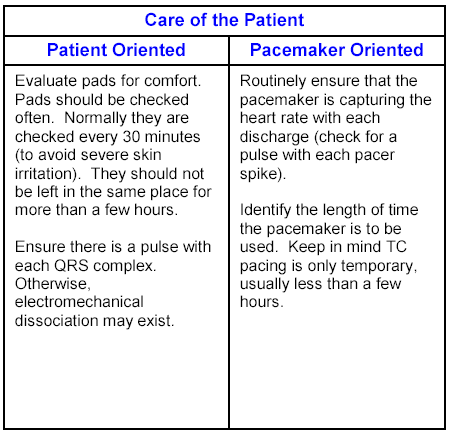 Care of the Patient
Patient Oriented
Pacemaker Oriented
Evaluate pads for comfort.
Pads should be checked
often.  Normally they are
checked every 30 minutes
(to avoid severe skin
irritation).  They should not
be left in the same place for
more than a few hours.
Ensure there is a pulse with
each QRS complex.
Otherwise,
electromechanical
dissociation may exist.
Routinely ensure that the
pacemaker is capturing the
heart rate with each
discharge (check for a
pulse with each pacer
spike).
Identify the length of time
the pacemaker is to be
used.  Keep in mind TC
pacing is only temporary,
usually less than a few
hours.